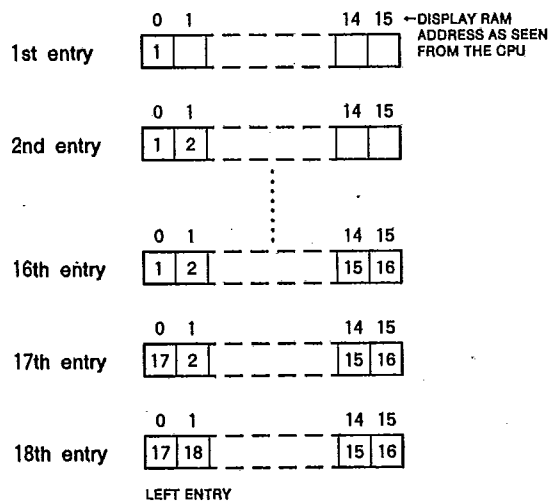 0 1 14 15 ←DISPLAY RAM
ADDRESS AS SEEN
FROM THE CPU
1st entry 1
0 1 14 15
2nd entry 1 2
0 1 14 15
16th entry 1 2 15 16
0 1 14 15
17th entry 17 2 15 16
0 1 14 15
18th entry 17 18 15 16
LEFT ENTRY